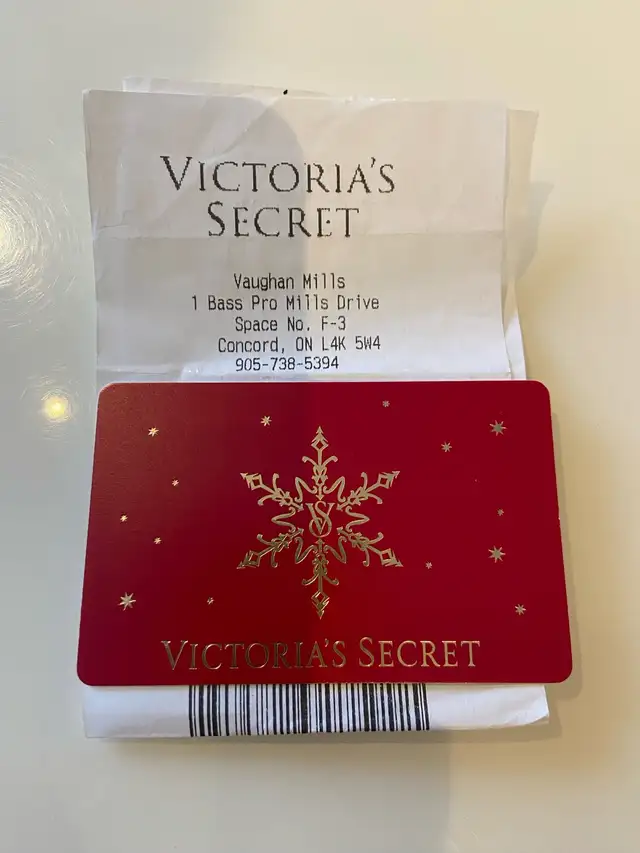 VICTORIA'S
SECRET
Vaughan Mills
1 Bass Pro Mills Drive
Space No. F-3
Concord, ON L4K 5W4
905-738-5394
VS
VICTORIA'S SECRET